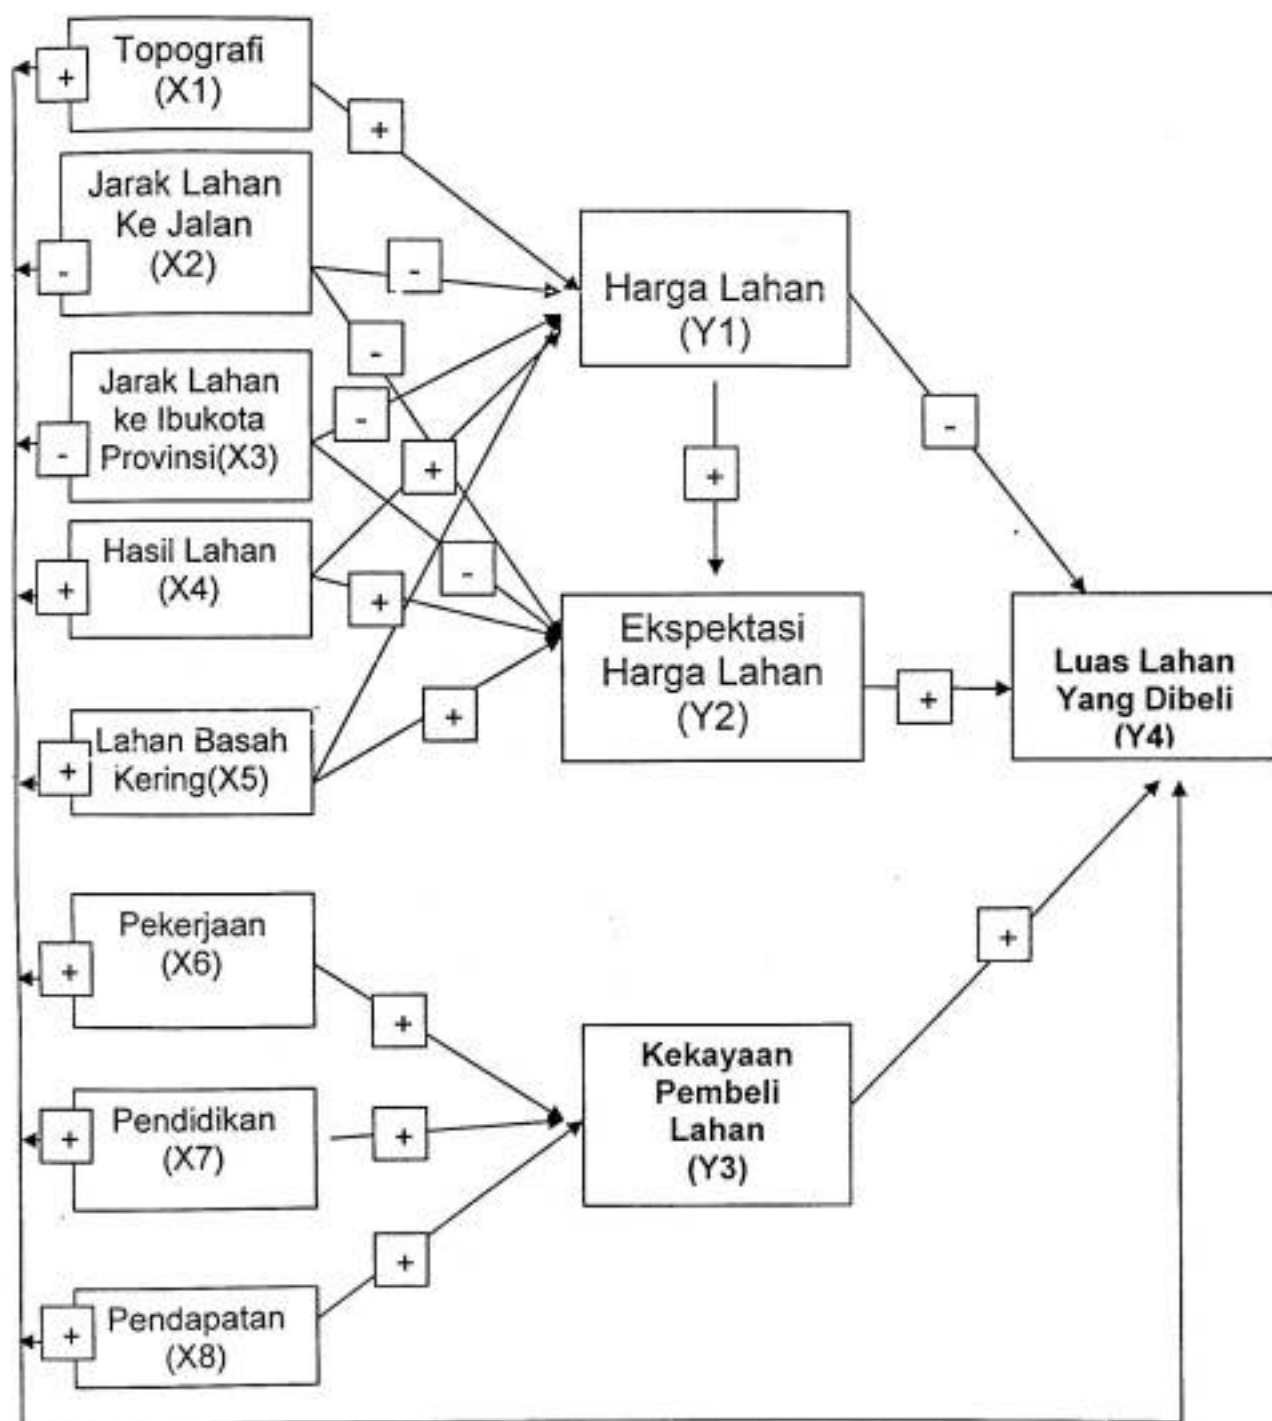 Topografi
(X1)
+
+
Jarak Lahan
Ke Jalan
(X2)
-
-
-
Harga Lahan
(Y1)
Jarak Lahan
ke Ibukota
Provinsi(X3)
-
-
-
+
+
-
Hasil Lahan
(X4)
+
+
Ekspektasi
Harga Lahan
(Y2)
+
Luas Lahan
Yang Dibeli
(Y4)
Lahan Basah
Kering(X5)
+
+
Pekerjaan
(X6)
+
+
+
Kekayaan
Pembeli
Lahan
(Y3)
Pendidikan
(X7)
+
+
Pendapatan
(X8)
+
+